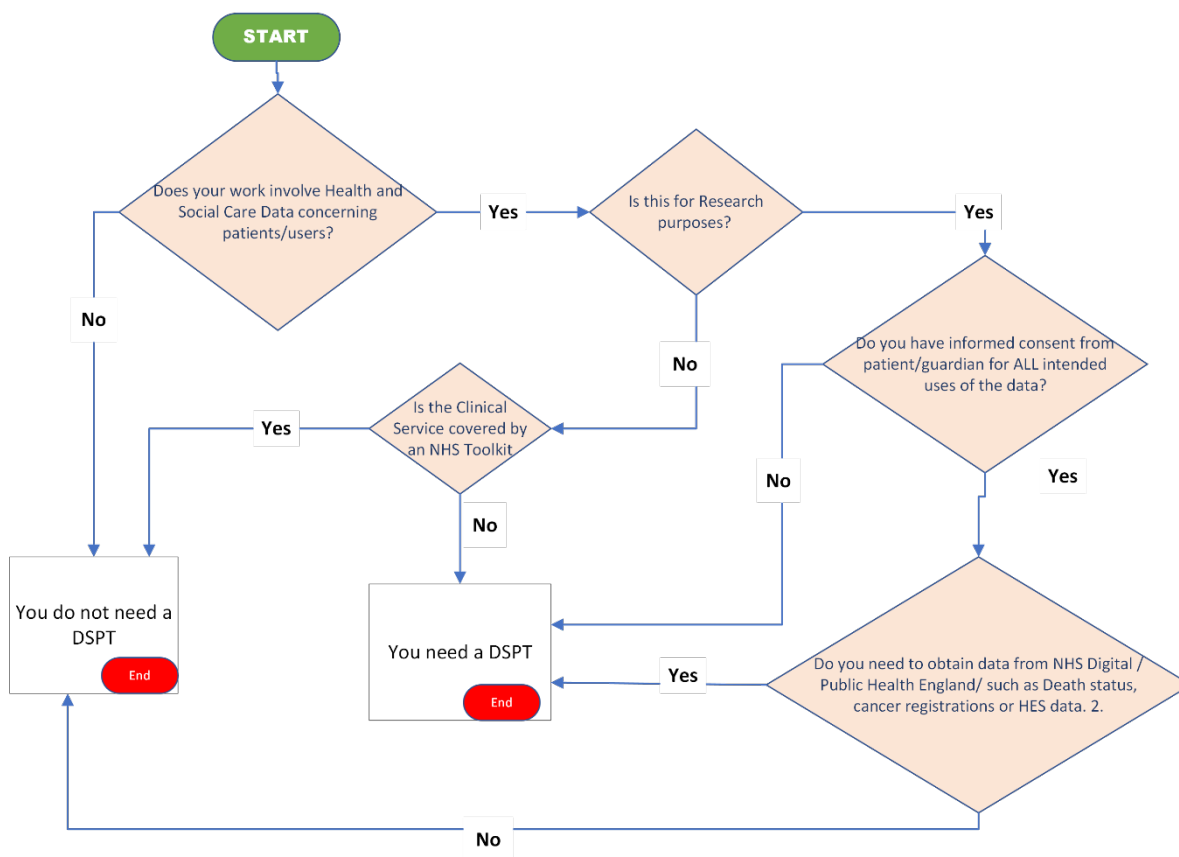 START
Does your work involve Health and
Social Care Data concerning
patients/users?
Yes
Is this for Research
purposes?
Yes
No
No
Do you have informed consent from
patient/guardian for ALL intended
uses of the data?
Is the Clinical
Service covered by
an NHS Toolkit
Yes
No
Yes
No
You do not need a
DSPT
End
You need a DSPT
End
Yes
Do you need to obtain data from NHS Digital /
Public Health England/ such as Death status,
cancer registrations or HES data. 2.
No